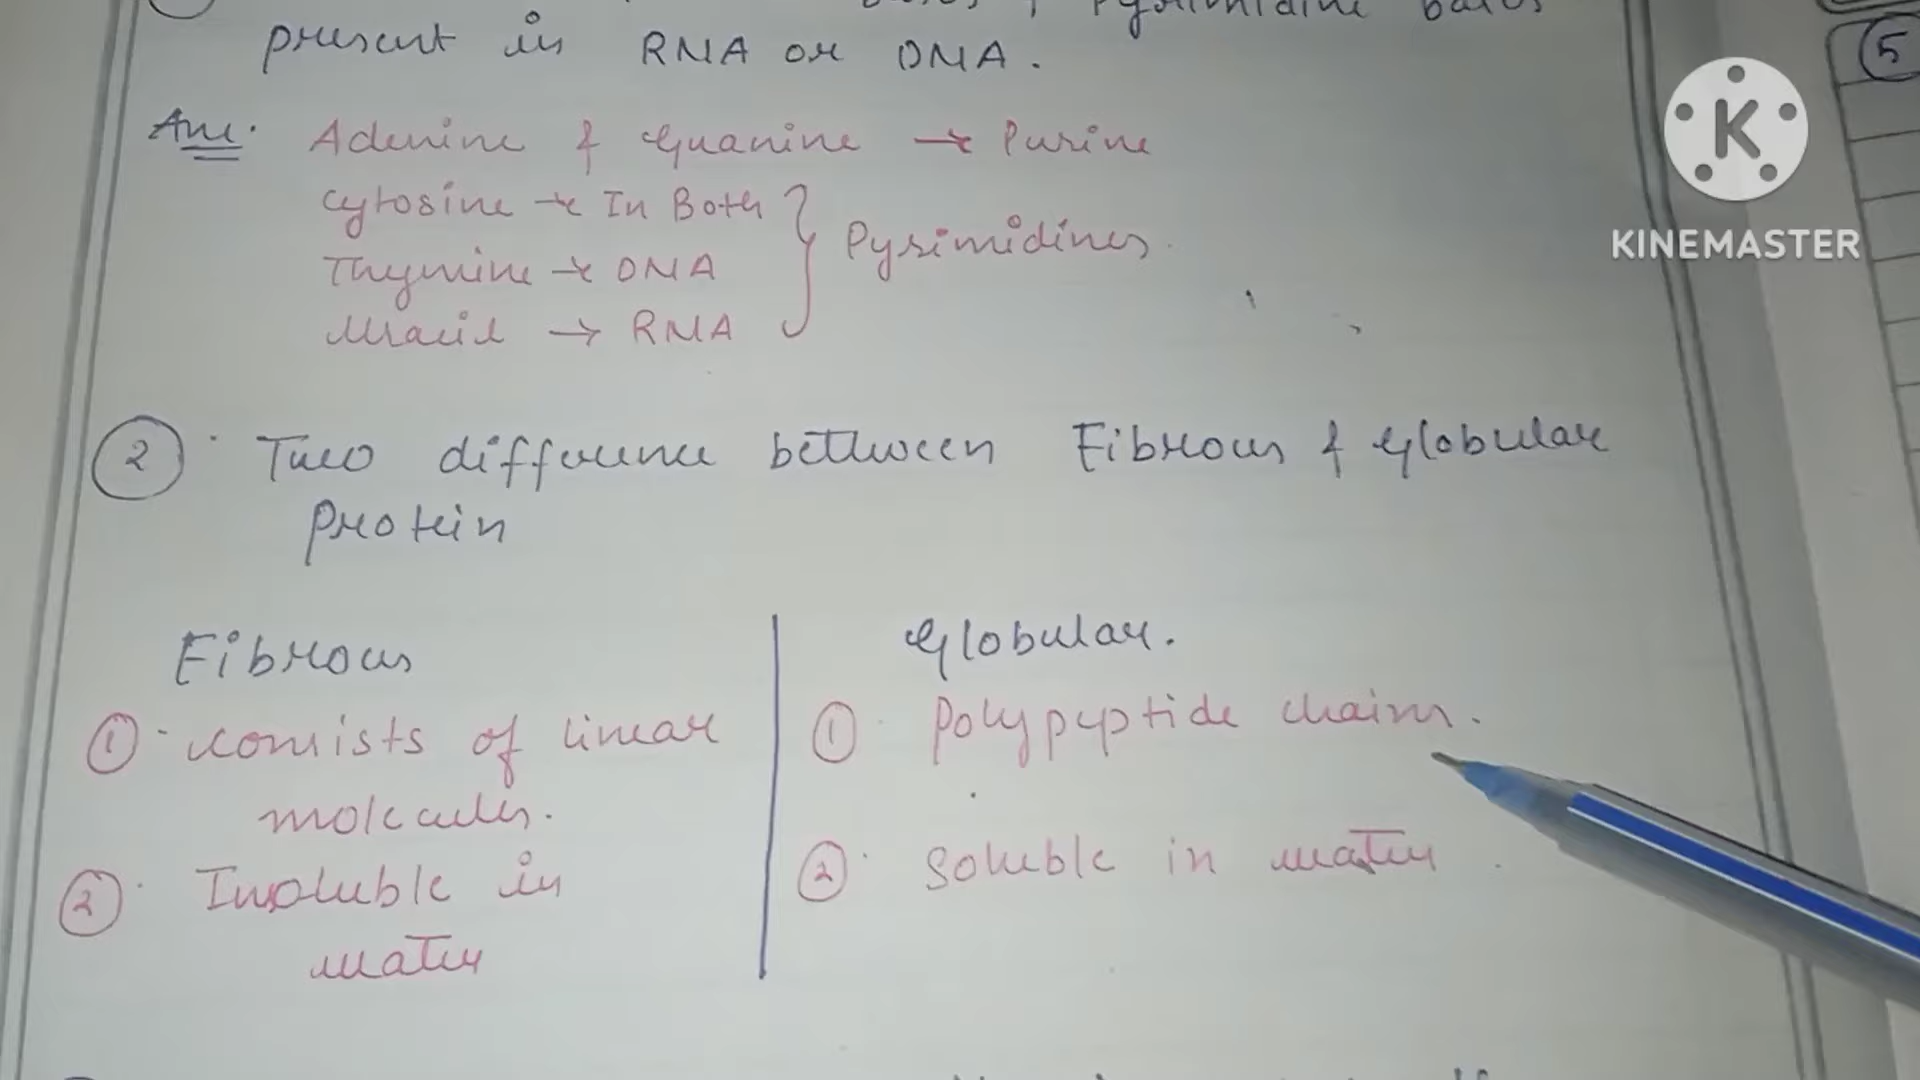 Pyrimidine bases
present in RNA or DNA.
5
K
KINEMASTER
Ans. Adenine & Guanine → Purine
Cytosine → In Both
Thymine → DNA
Uracil → RNA
Pyrimidines.
2. Two difference between Fibrous & Globular
Protein
Fibrous
1. consists of linear
molecules.
2. Insoluble in
water
Globular.
1. Polypeptide chains.
2. soluble in water.